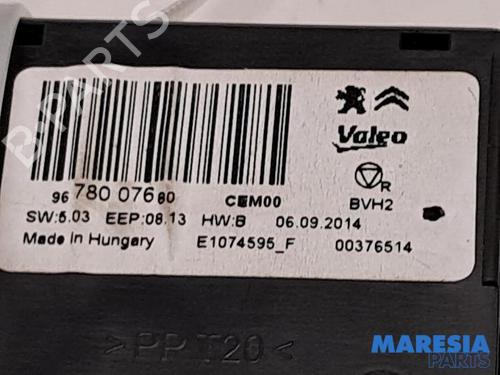 Valeo
R
96 780 076 80 CEM00 BVH2
SW:5.03 EEP:08.13 HW:B 06.09.2014
Made in Hungary E1074595_F 00376514
>PP T20<
B-PARTS
MARESIA
PARTS